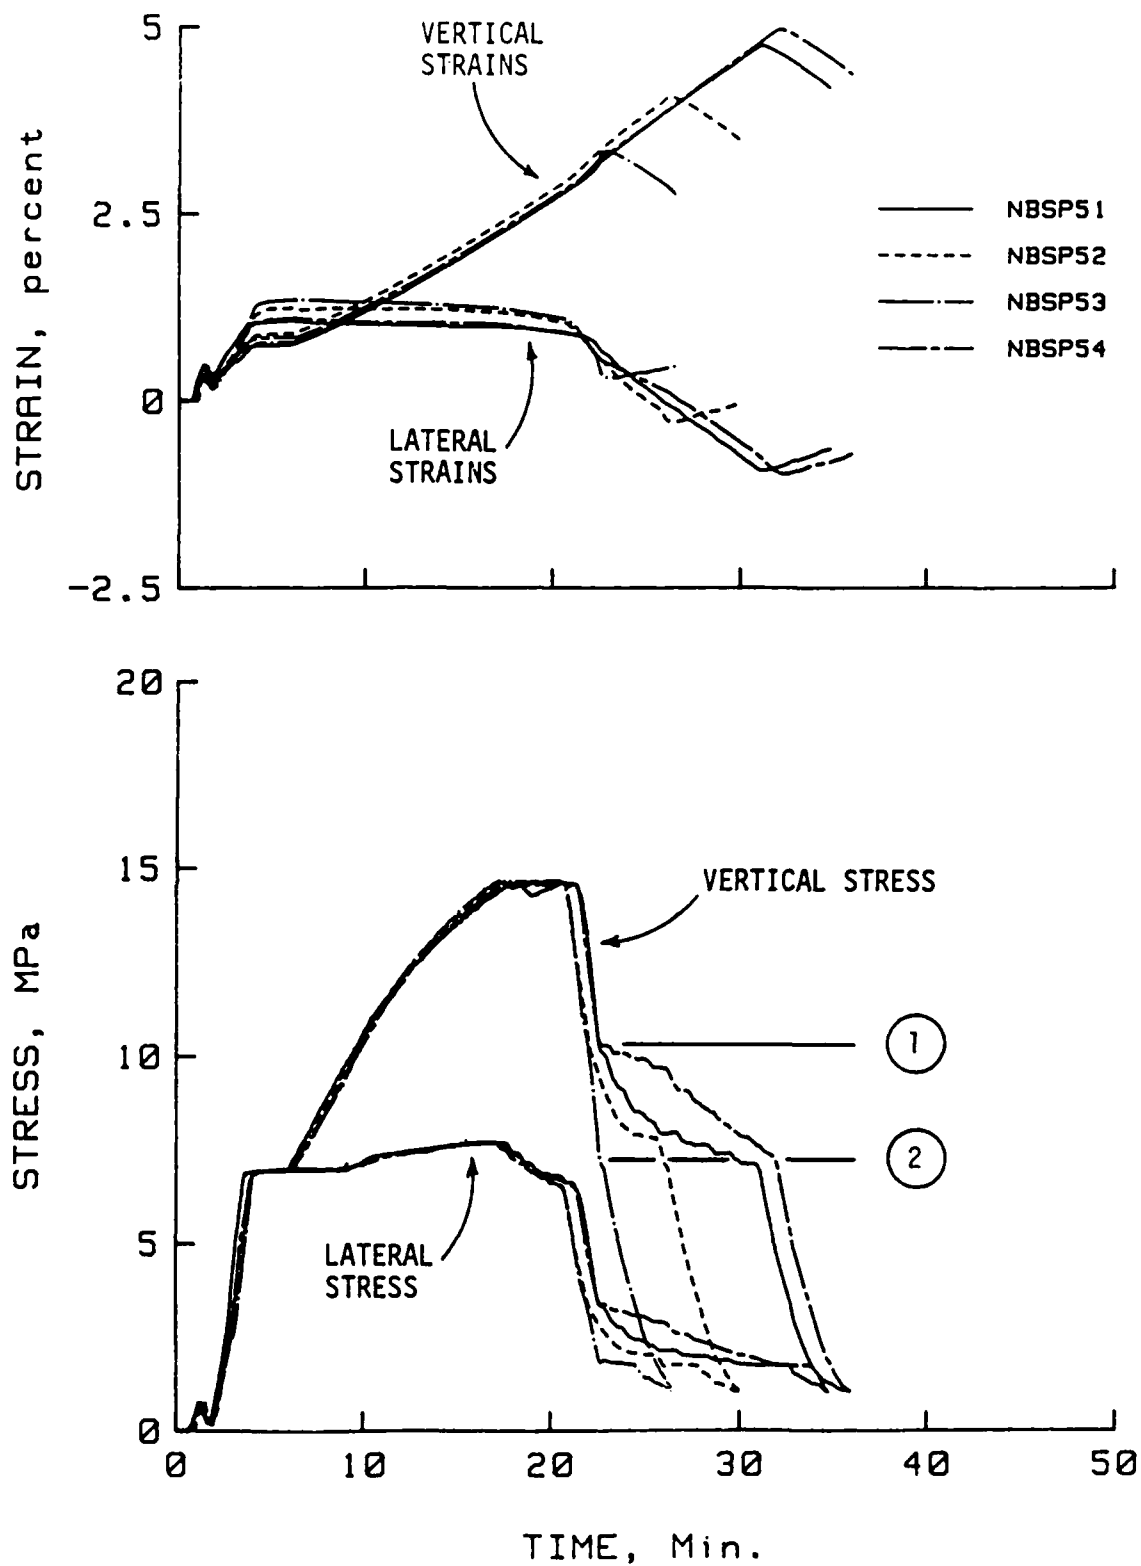 5
VERTICAL
STRAINS
2.5
NBSP51
NBSP52
NBSP53
NBSP54
0
LATERAL
STRAINS
-2.5
STRAIN, percent
20
15
VERTICAL STRESS
10
1
2
5
LATERAL
STRESS
0
STRESS, MPa
0 10 20 30 40 50
TIME, Min.